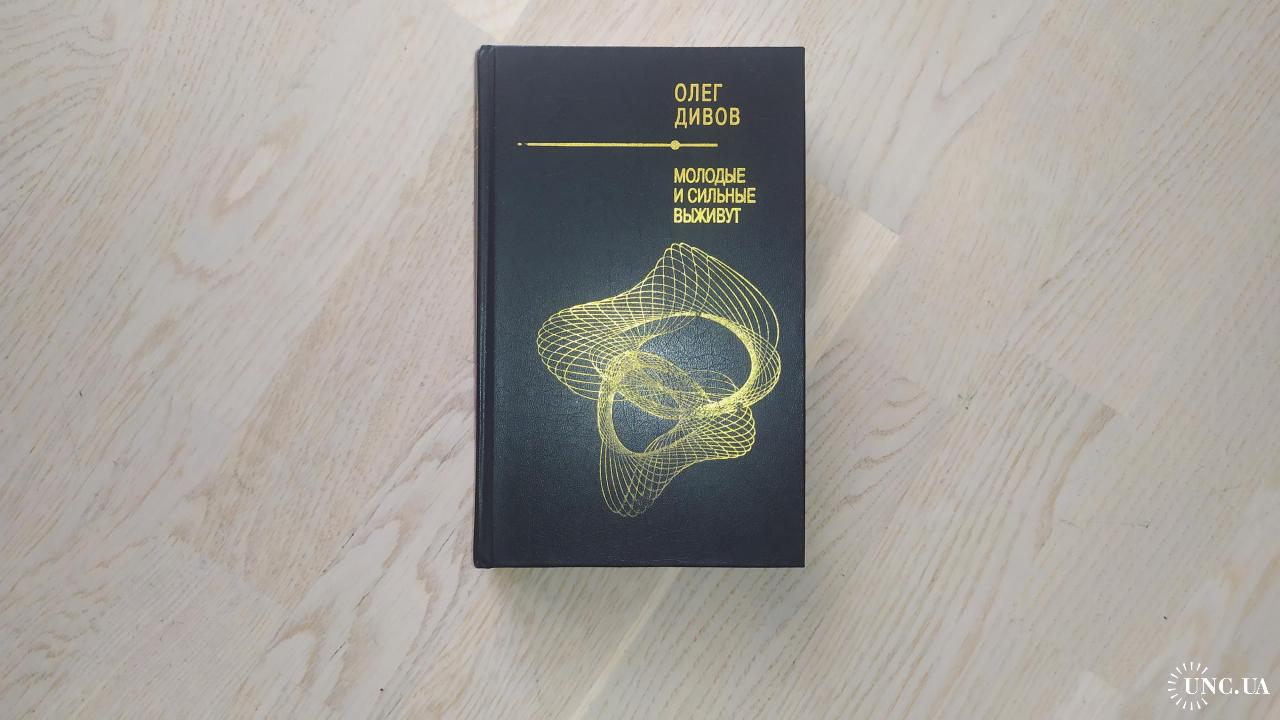 ОЛЕГ
ДИВОВ
МОЛОДЫЕ
И СИЛЬНЫЕ
ВЫЖИВУТ
UNC.UA